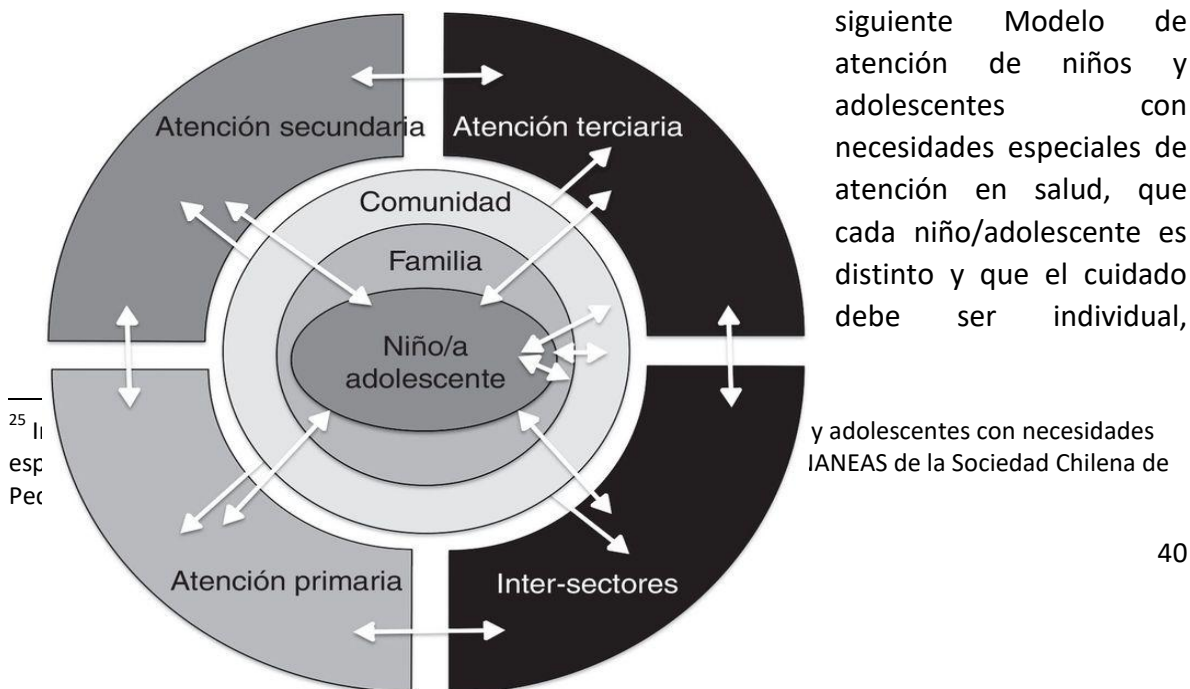 siguiente Modelo de
atención de niños y
adolescentes con
necesidades especiales de
atención en salud, que
cada niño/adolescente es
distinto y que el cuidado
debe ser individual,
Atención secundaria
Atención terciaria
Comunidad
Familia
Niño/a
adolescente
Atención primaria
Inter-sectores
25
y adolescentes con necesidades
esp
de la Sociedad Chilena de
40